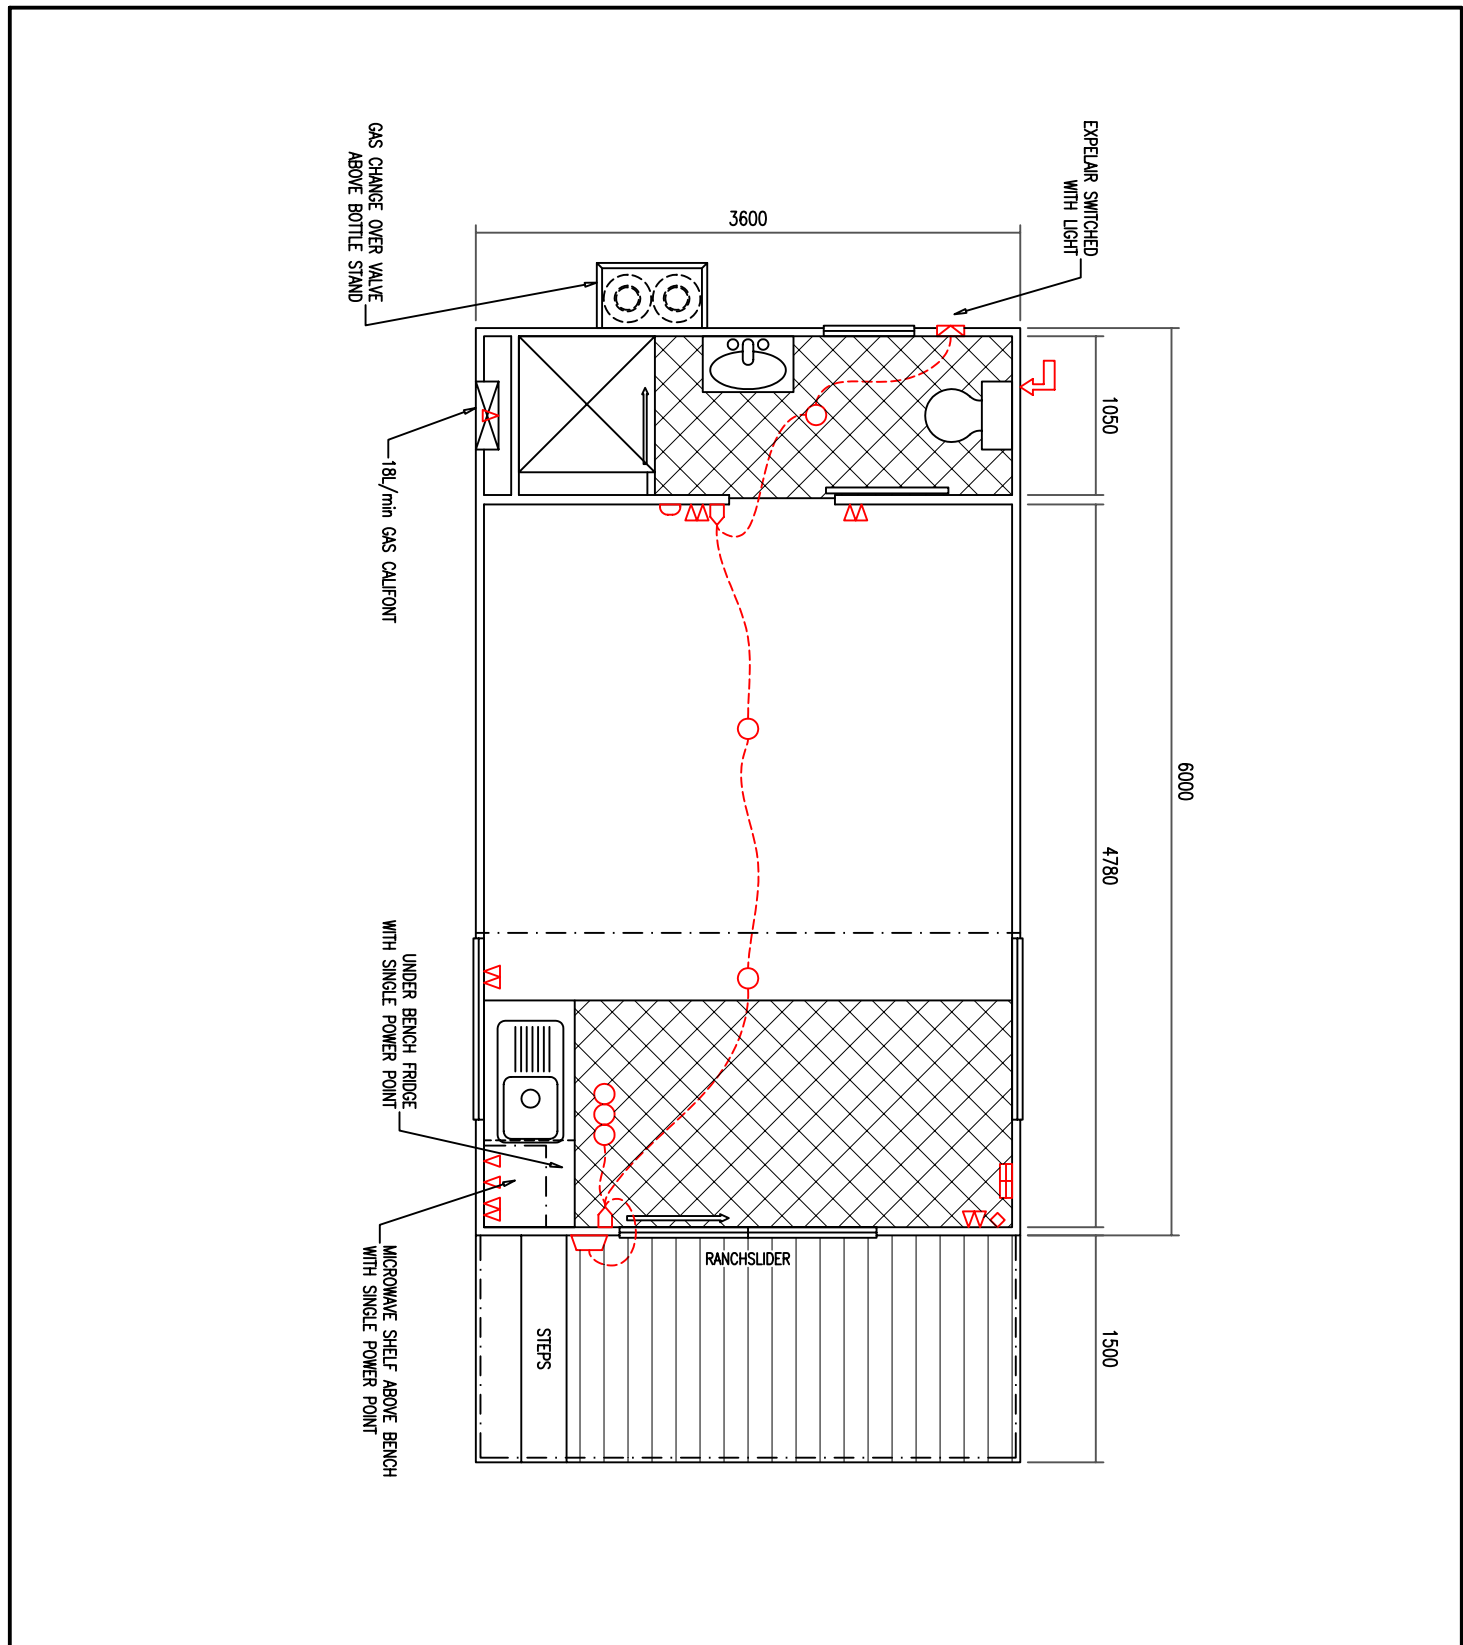 EXPELAIR SWITCHED
WITH LIGHT
GAS CHANGE OVER VALVE
ABOVE BOTTLE STAND
3600
6000
1050
4780
1500
18L/min GAS CALIFONT
UNDER BENCH FRIDGE
WITH SINGLE POWER POINT
RANCHSLIDER
STEPS
MICROWAVE SHELF ABOVE BENCH
WITH SINGLE POWER POINT